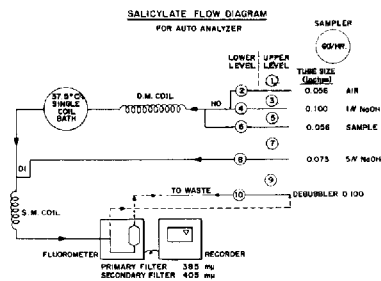 SALICYLATE FLOW DIAGRAM
FOR AUTO ANALYZER
SAMPLER
60/HR.
LOWER LEVEL
UPPER LEVEL
TUBE SIZE
(inches)
1
2
0.056 AIR
3
HO
4
0.100 1N NaOH
5
6
0.056 SAMPLE
7
8
0.073 5N NaOH
9
10
DEBUBBLER 0.100
37.5°C
SINGLE
COIL
BATH
D.M. COIL
DI
TO WASTE
S.M. COIL
FLUOROMETER
RECORDER
PRIMARY FILTER 385 mμ
SECONDARY FILTER 405 mμ